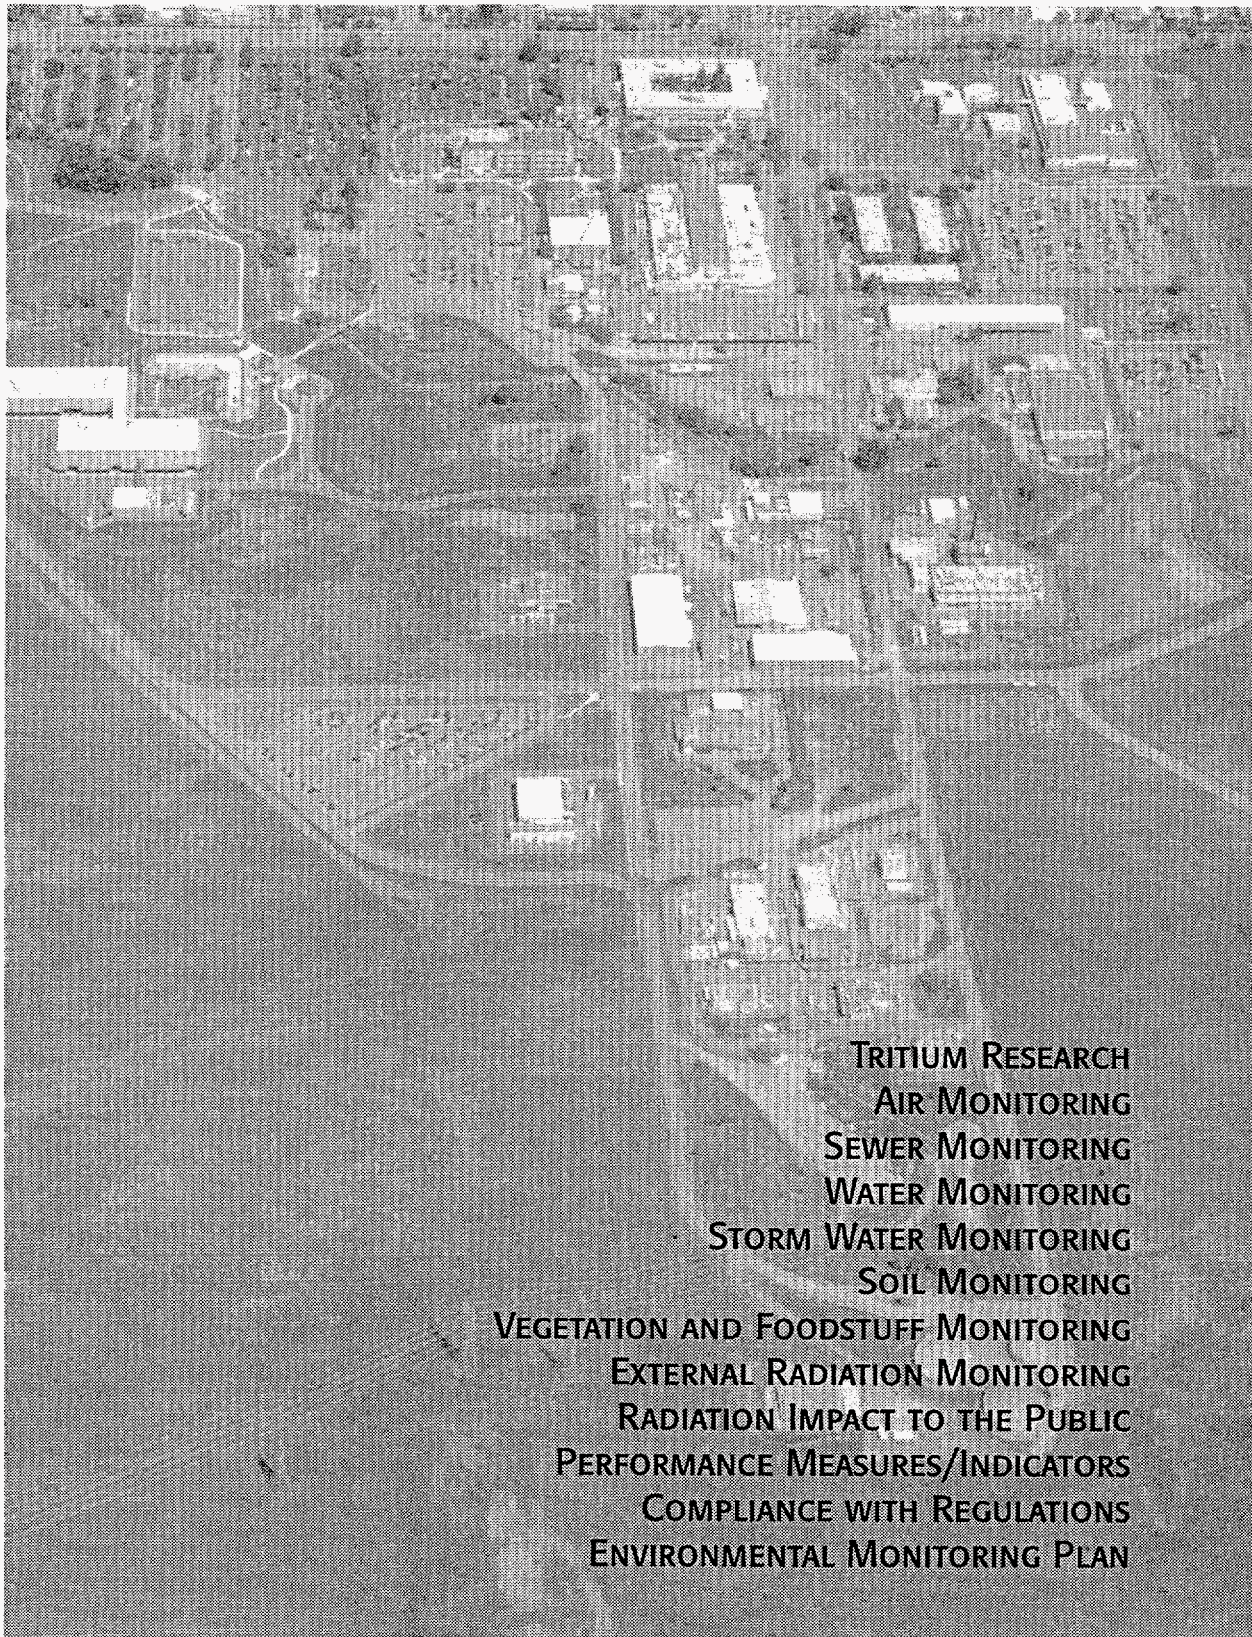 TRITIUM RESEARCH
AIR MONITORING
SEWER MONITORING
WATER MONITORING
STORM WATER MONITORING
SOIL MONITORING
VEGETATION AND FOODSTUFF MONITORING
EXTERNAL RADIATION MONITORING
RADIATION IMPACT TO THE PUBLIC
PERFORMANCE MEASURES/INDICATORS
COMPLIANCE WITH REGULATIONS
ENVIRONMENTAL MONITORING PLAN